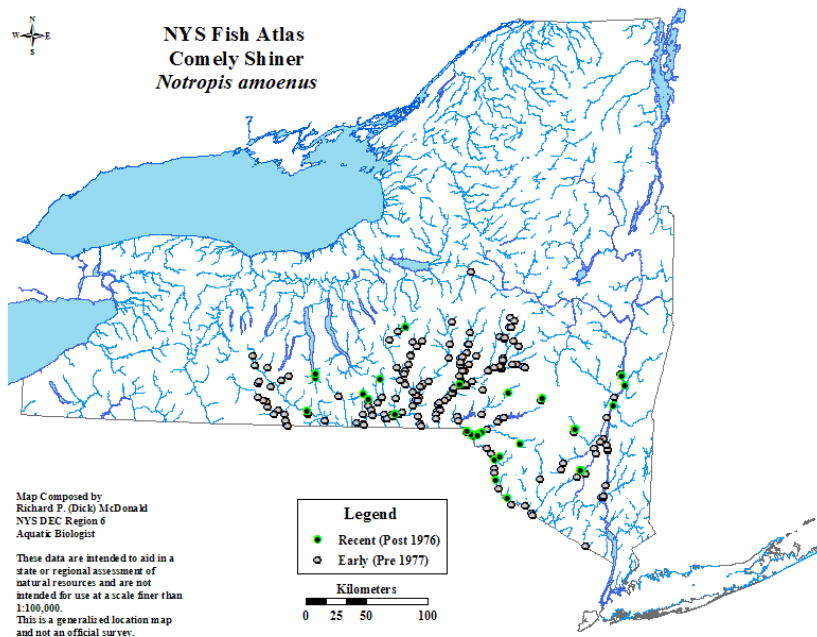 N
W E
S
NYS Fish Atlas
Comely Shiner
Notropis amoenus
Map Composed by
Richard P. (Dick) McDonald
NYS DEC Region 6
Aquatic Biologist
These data are intended to aid in a
state or regional assessment of
natural resources and are not
intended for use at a scale finer than
1:100,000.
This is a generalized location map
and not an official survey.
Legend
Recent (Post 1976)
Early (Pre 1977)
Kilometers
0 25 50 100